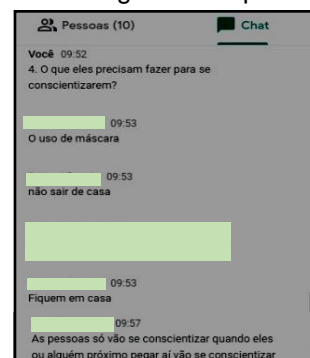 Pessoas (10) Chat
Você 09:52
4. O que eles precisam fazer para se
conscientizarem?
09:53
O uso de máscara
09:53
não sair de casa
09:53
Fiquem em casa
09:57
As pessoas só vão se conscientizar quando eles
ou alguém próximo pegar aí vão se conscientizar